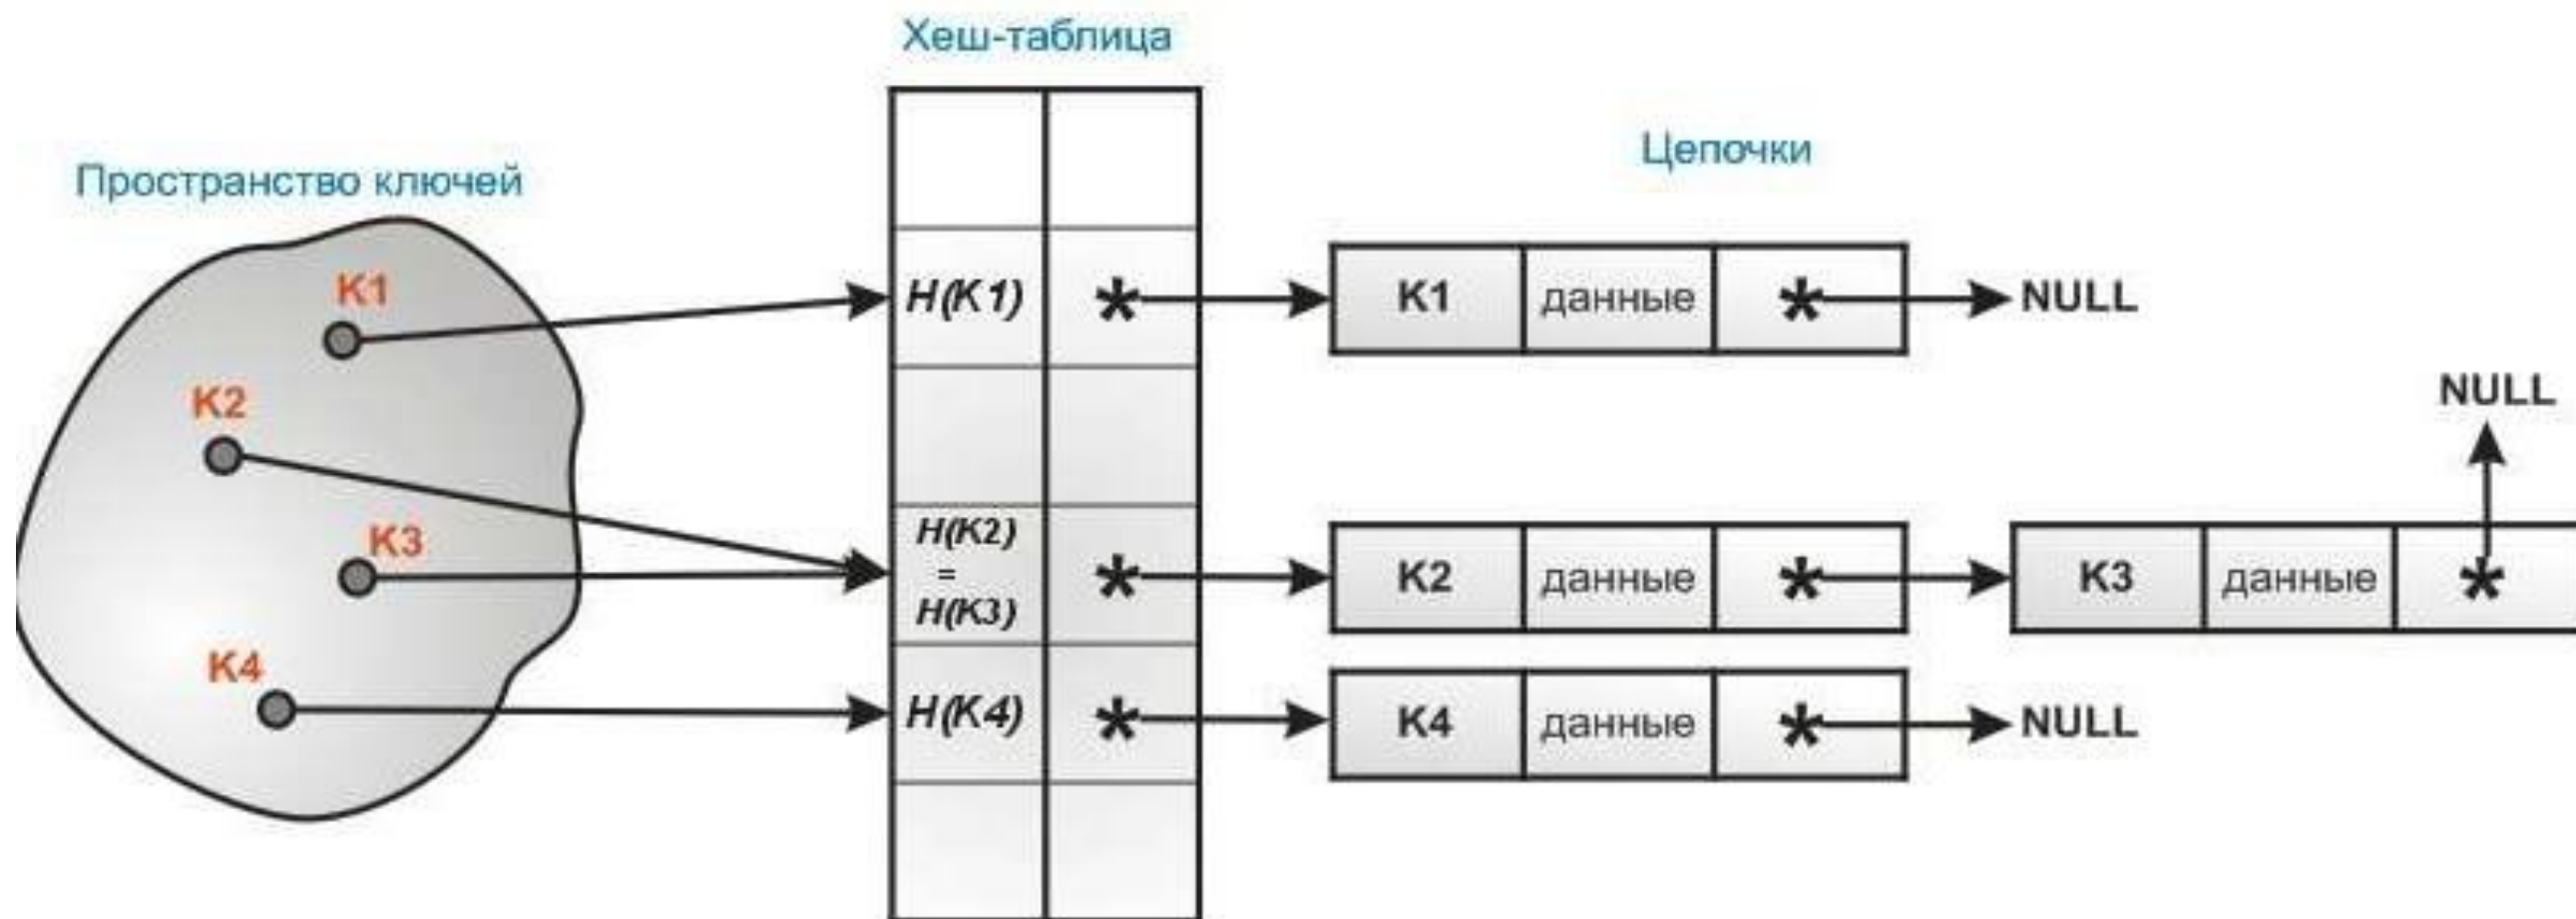 Хеш-таблица
Цепочки
Пространство ключей
K1
K2
K3
K4
H(K1) * K1 данные * NULL
NULL
H(K2)
=
H(K3)
* K2 данные * K3 данные *
H(K4) * K4 данные * NULL